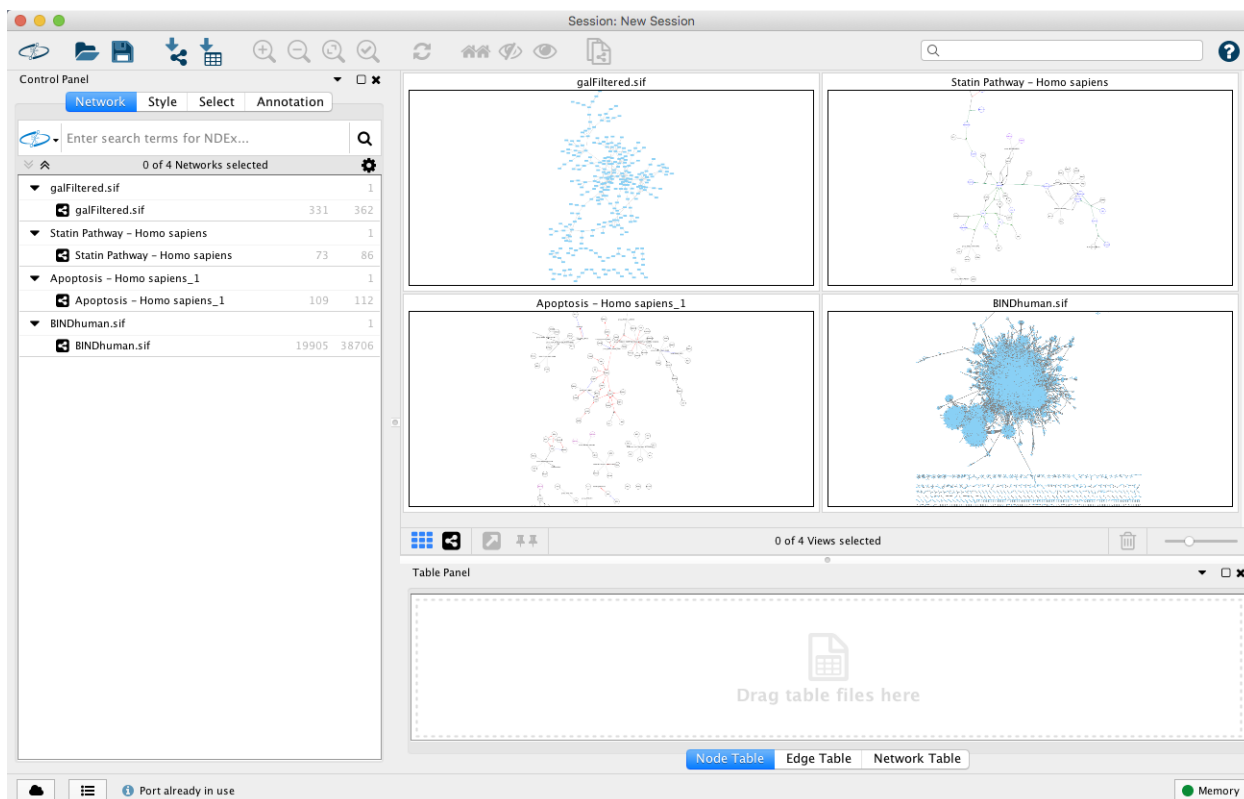 Session: New Session
Control Panel
Network Style Select Annotation
Enter search terms for NDEx...
0 of 4 Networks selected
galFiltered.sif 1
galFiltered.sif 331 362
Statin Pathway - Homo sapiens 1
Statin Pathway - Homo sapiens 73 86
Apoptosis - Homo sapiens_1 1
Apoptosis - Homo sapiens_1 109 112
BINDhuman.sif 1
BINDhuman.sif 19905 38706
galFiltered.sif
Statin Pathway - Homo sapiens
Apoptosis - Homo sapiens_1
BINDhuman.sif
0 of 4 Views selected
Table Panel
Drag table files here
Node Table Edge Table Network Table
Port already in use
Memory